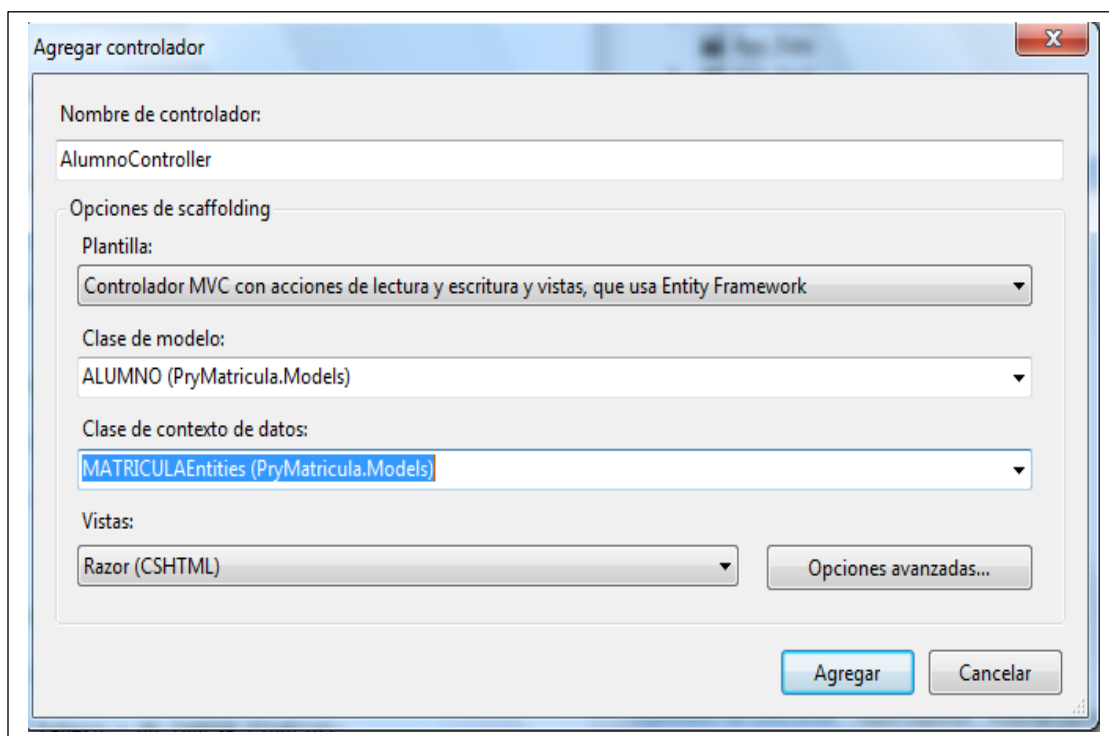 Agregar controlador
Nombre de controlador:
AlumnoController
Opciones de scaffolding
Plantilla:
Controlador MVC con acciones de lectura y escritura y vistas, que usa Entity Framework
Clase de modelo:
ALUMNO (PryMatricula.Models)
Clase de contexto de datos:
MATRICULAEntities (PryMatricula.Models)
Vistas:
Razor (CSHTML)
Opciones avanzadas...
Agregar
Cancelar